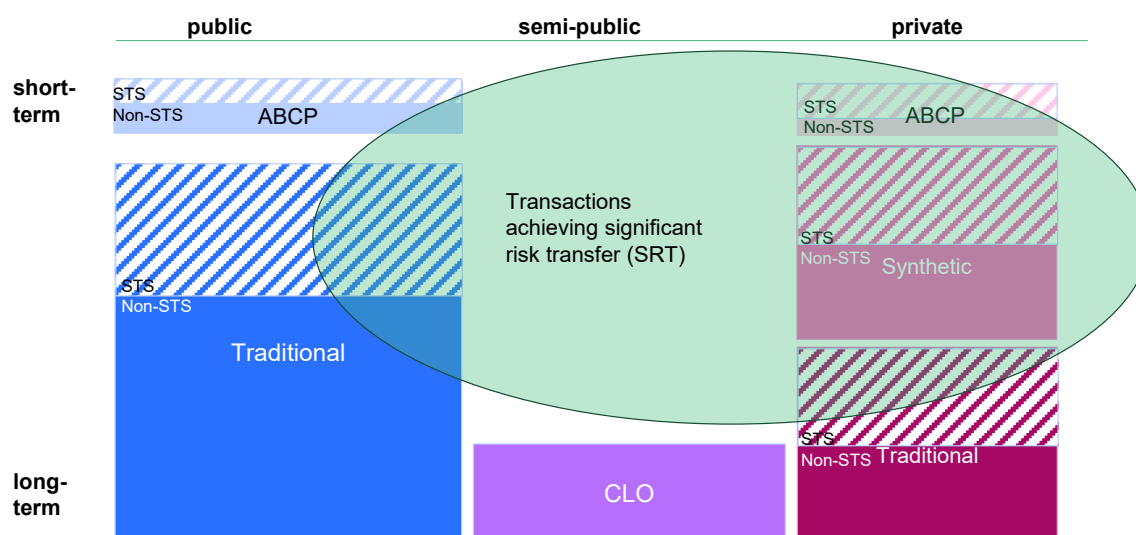 public
semi-public
private
short-
term
STS
Non-STS
ABCP
STS
Non-STS
ABCP
Transactions
achieving significant
risk transfer (SRT)
STS
Non-STS
Synthetic
STS
Non-STS
Traditional
STS
Non-STS
Traditional
long-
term
CLO